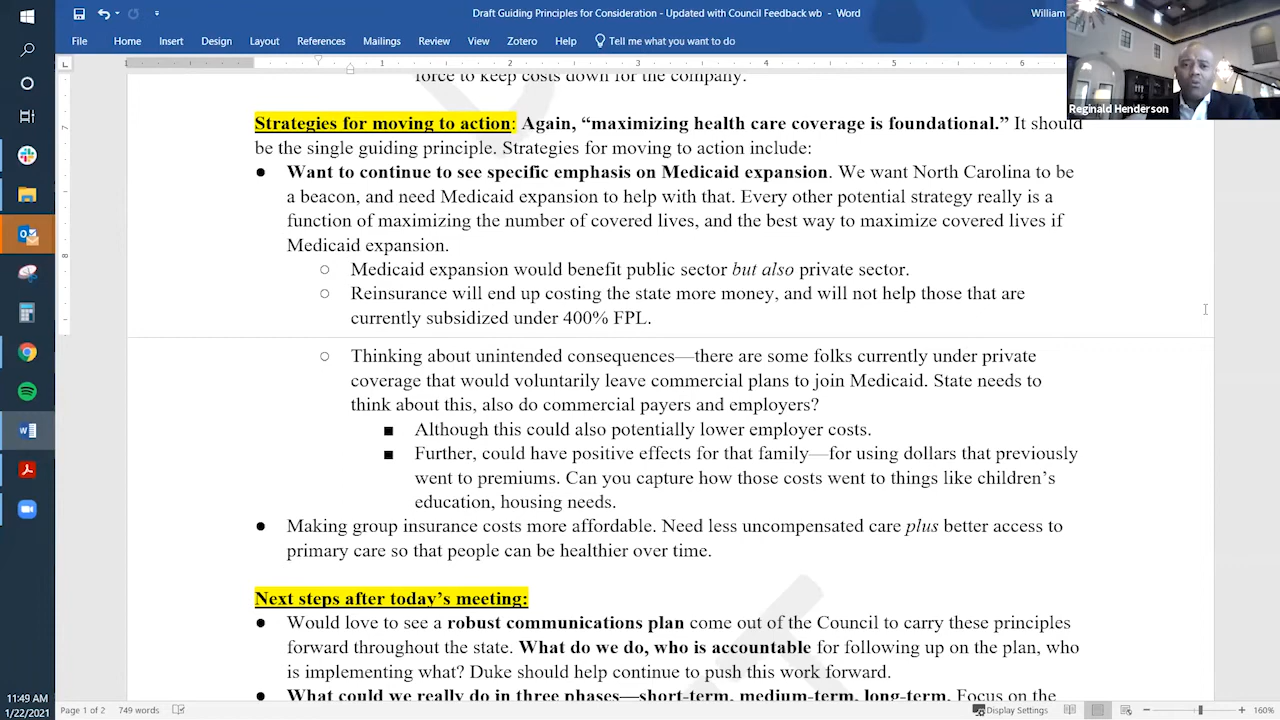 Draft Guiding Principles for Consideration - Updated with Council Feedback wb - Word
William
File Home Insert Design Layout References Mailings Review View Zotero Help Tell me what you want to do
Reginald Henderson
1 1 2 3 4 5 6
force to keep costs down for the company.
Strategies for moving to action: Again, “maximizing health care coverage is foundational.” It should
be the single guiding principle. Strategies for moving to action include:
● Want to continue to see specific emphasis on Medicaid expansion. We want North Carolina to be
a beacon, and need Medicaid expansion to help with that. Every other potential strategy really is a
function of maximizing the number of covered lives, and the best way to maximize covered lives if
Medicaid expansion.
○ Medicaid expansion would benefit public sector but also private sector.
○ Reinsurance will end up costing the state more money, and will not help those that are
currently subsidized under 400% FPL.
○ Thinking about unintended consequences—there are some folks currently under private
coverage that would voluntarily leave commercial plans to join Medicaid. State needs to
think about this, also do commercial payers and employers?
■ Although this could also potentially lower employer costs.
■ Further, could have positive effects for that family—for using dollars that previously
went to premiums. Can you capture how those costs went to things like children’s
education, housing needs.
● Making group insurance costs more affordable. Need less uncompensated care plus better access to
primary care so that people can be healthier over time.
Next steps after today’s meeting:
● Would love to see a robust communications plan come out of the Council to carry these principles
forward throughout the state. What do we do, who is accountable for following up on the plan, who
is implementing what? Duke should help continue to push this work forward.
● What could we really do in three phases—short-term, medium-term, long-term. Focus on the
11:49 AM
1/22/2021
Page 1 of 2 749 words
Display Settings
160%